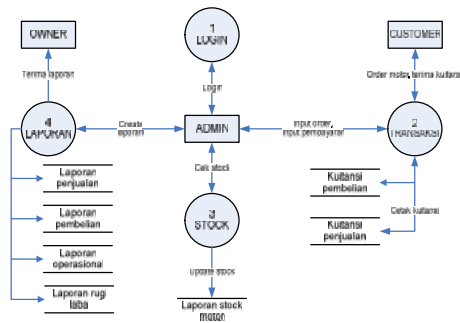 OWNER
1
LOGIN
CUSTOMER
Terima laporan
Login
Order motor, terima kuitansi
4
LAPORAN
Create
laporan
ADMIN
Input order,
input pembayaran
2
TRANSAKSI
Laporan
penjualan
Cek stock
Kuitansi
pembelian
Laporan
pembelian
3
STOCK
Cetak kuitansi
Kuitansi
penjualan
Laporan
operasional
update stock
Laporan rugi
laba
Laporan stock
motor